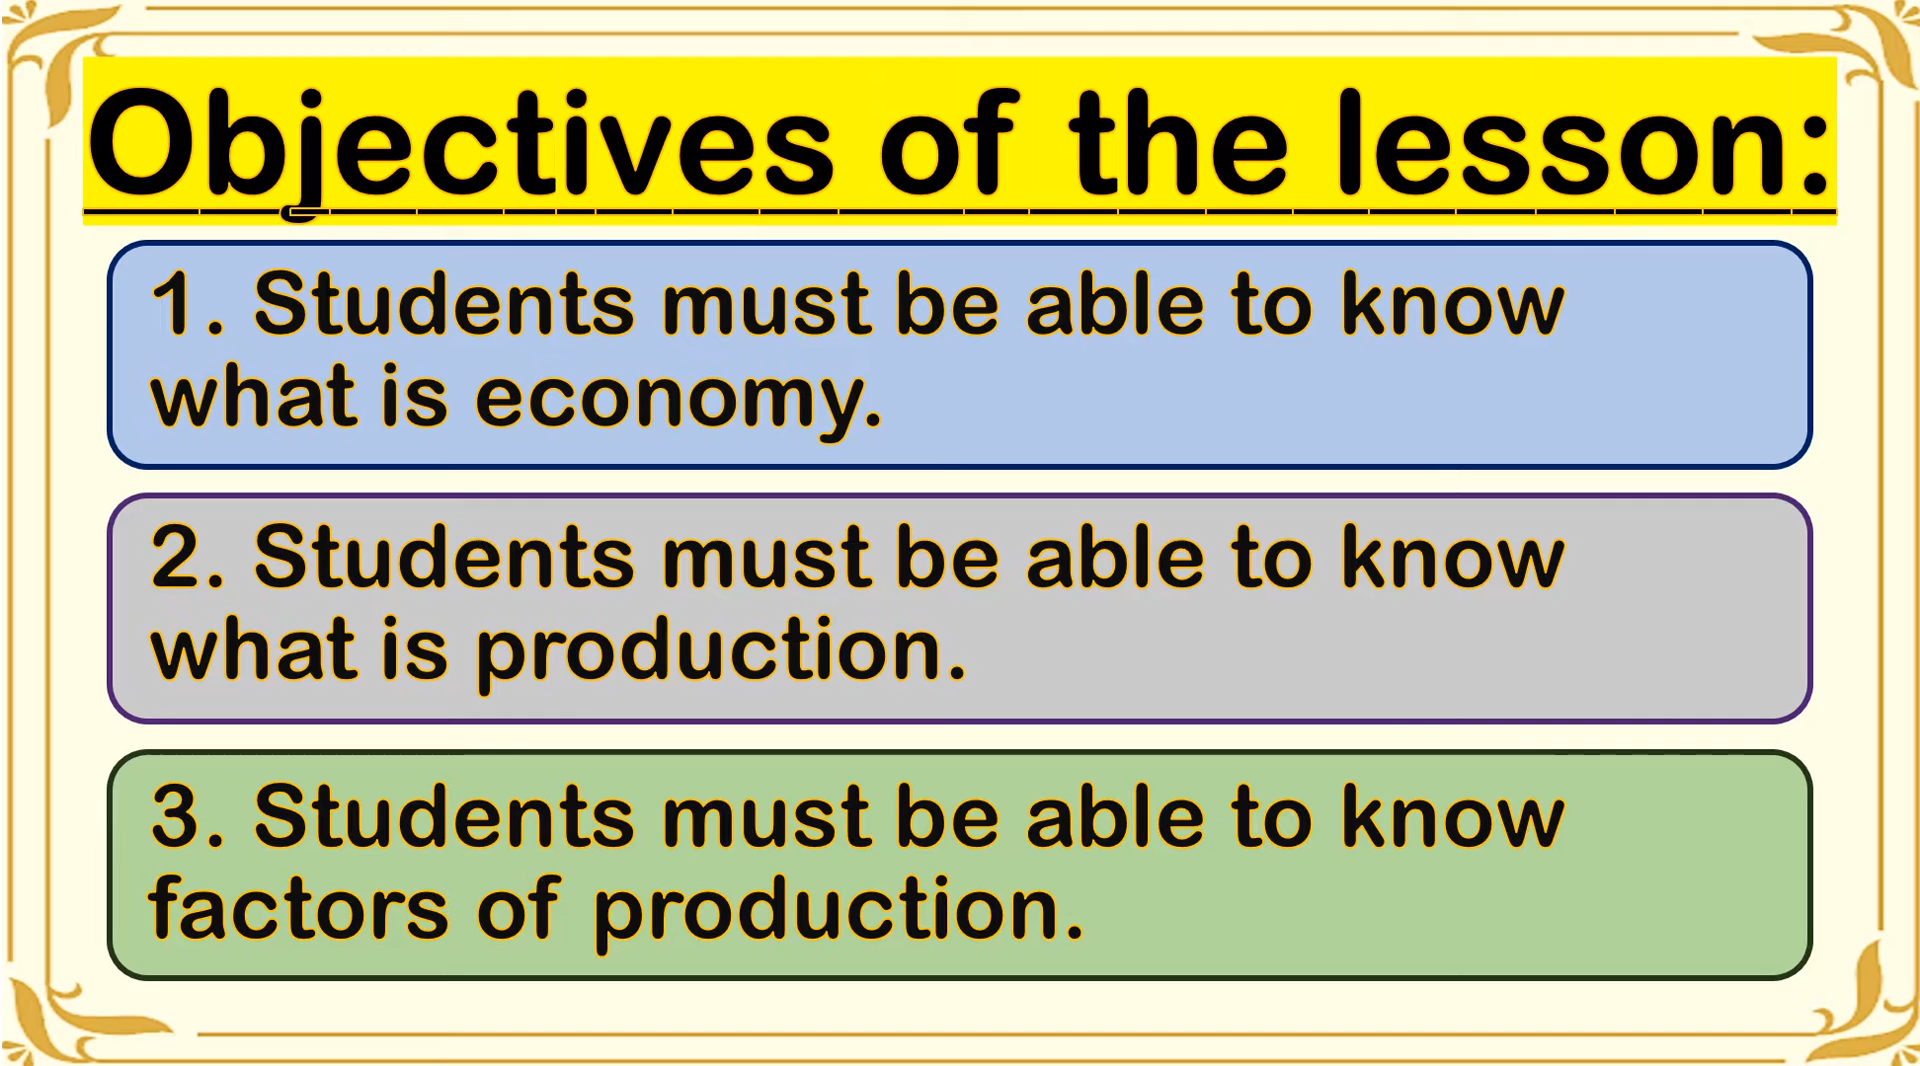 Objectives of the lesson:
1. Students must be able to know
what is economy.
2. Students must be able to know
what is production.
3. Students must be able to know
factors of production.